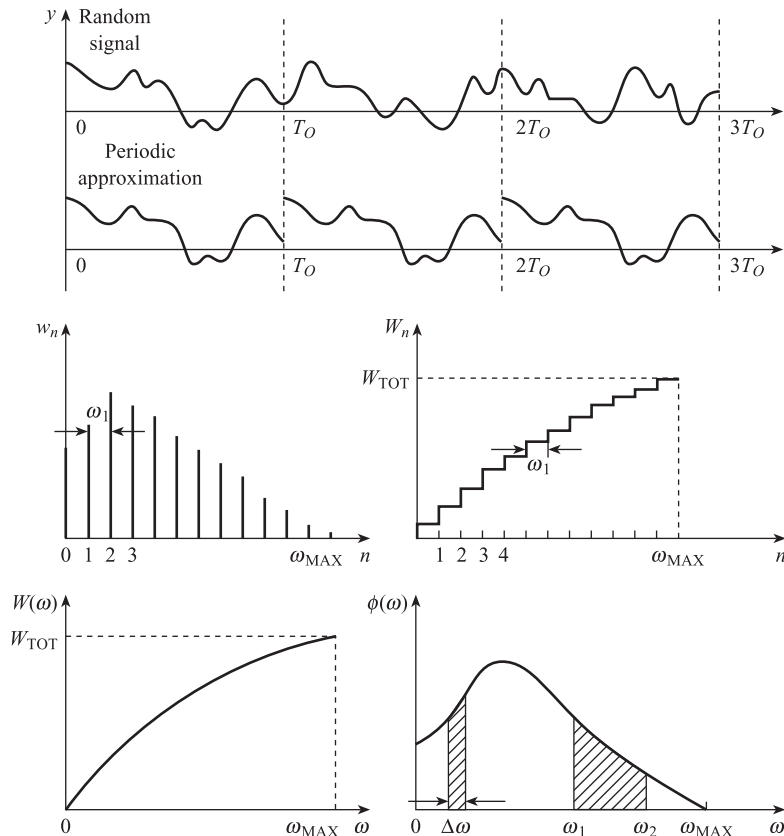 y Random
signal
0 T_O 2T_O 3T_O
Periodic
approximation
0 T_O 2T_O 3T_O
w_n
ω_1
0 1 2 3 ω_MAX n
W_n
W_TOT
ω_1
1 2 3 4 ω_MAX n
W(ω)
W_TOT
0 ω_MAX ω
ϕ(ω)
0 Δω ω_1 ω_2 ω_MAX ω